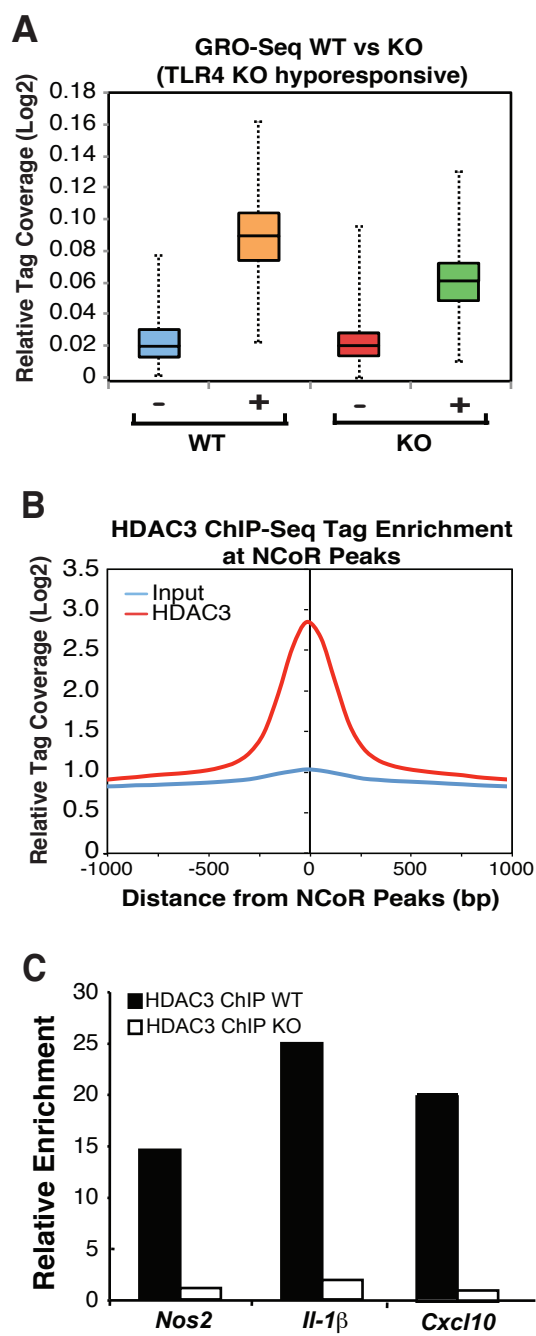 A
GRO-Seq WT vs KO
(TLR4 KO hyporesponsive)
Relative Tag Coverage (Log2)
0.18
0.16
0.14
0.12
0.10
0.08
0.06
0.04
0.02
0
- + - +
WT KO
B
HDAC3 ChIP-Seq Tag Enrichment
at NCoR Peaks
Relative Tag Coverage (Log2)
3.5
3.0
2.5
2.0
1.5
1.0
0.5
0
Input
HDAC3
-1000 -500 0 500 1000
Distance from NCoR Peaks (bp)
C
Relative Enrichment
30
25
20
15
10
5
0
HDAC3 ChIP WT
HDAC3 ChIP KO
Nos2 Il-1β Cxcl10